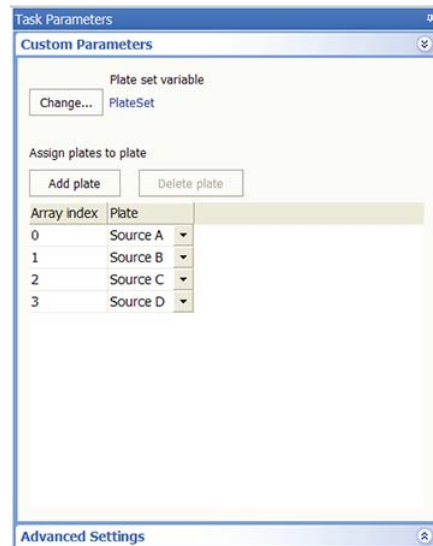 Task Parameters
Custom Parameters
Plate set variable
Change... PlateSet
Assign plates to plate
Add plate Delete plate
Array index Plate
0 Source A
1 Source B
2 Source C
3 Source D
Advanced Settings